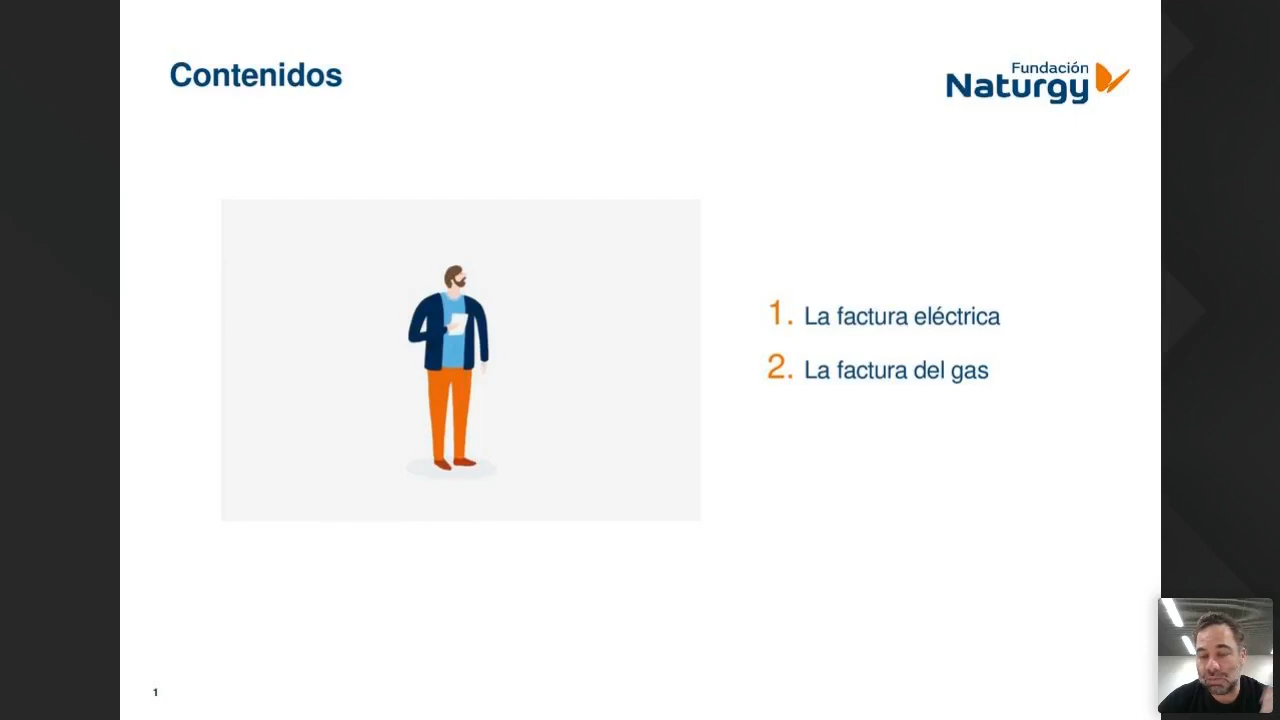 Contenidos
Fundación
Naturgy
1. La factura eléctrica
2. La factura del gas
1